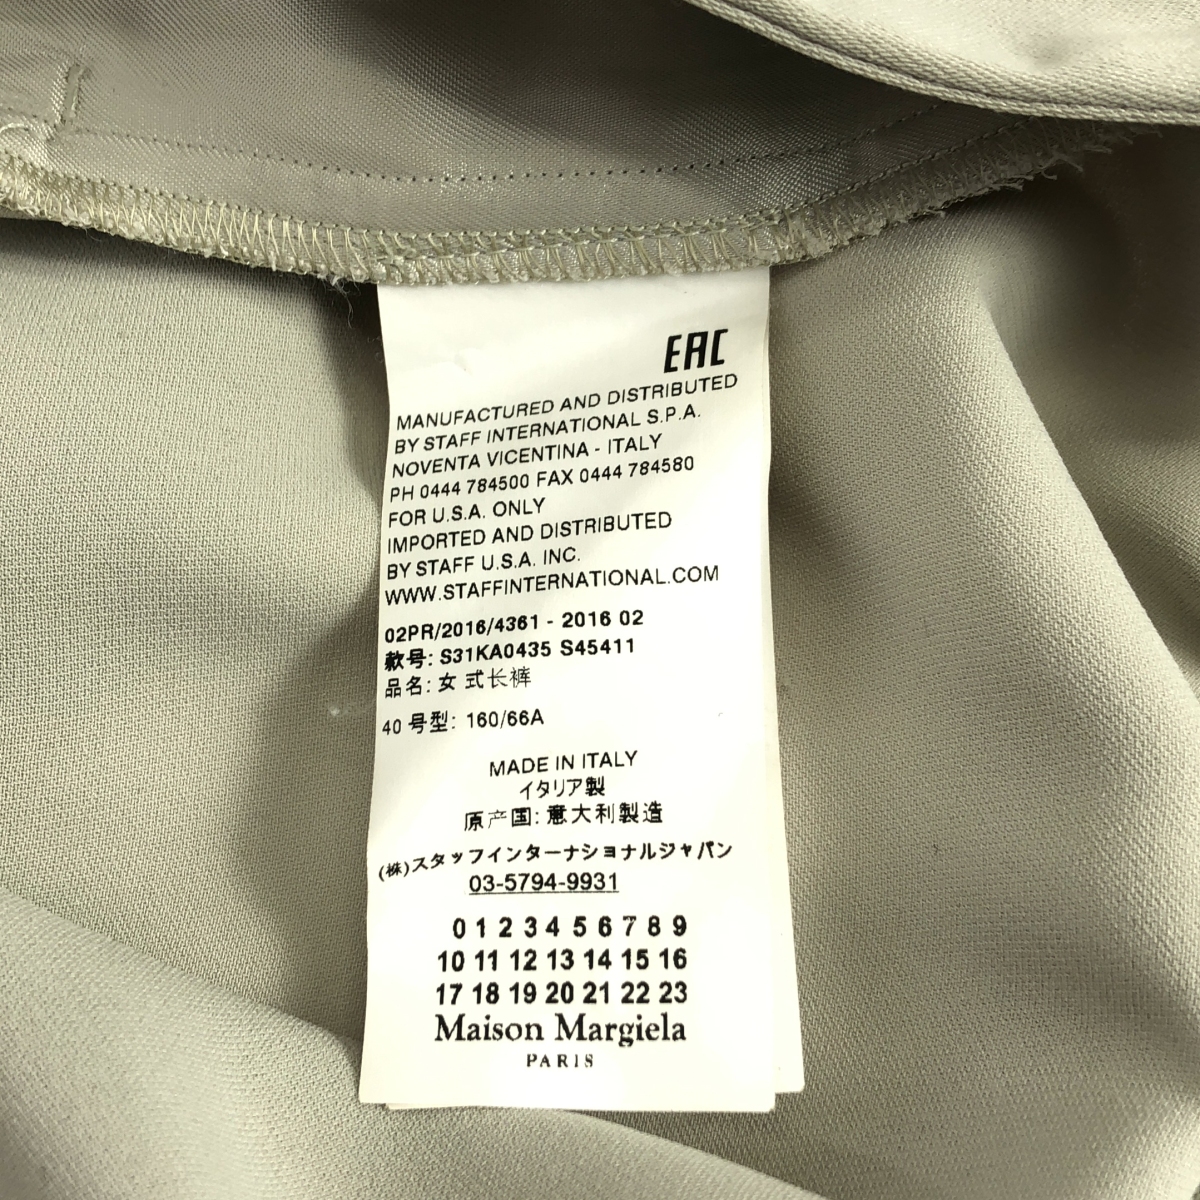 EAC
MANUFACTURED AND DISTRIBUTED
BY STAFF INTERNATIONAL S.P.A.
NOVENTA VICENTINA - ITALY
PH 0444 784500 FAX 0444 784580
FOR U.S.A. ONLY
IMPORTED AND DISTRIBUTED
BY STAFF U.S.A. INC.
WWW.STAFFINTERNATIONAL.COM
02PR/2016/4361 - 2016 02
款号: S31KA0435 S45411
品名: 女 式长裤
40 号型: 160/66A
MADE IN ITALY
イタリア製
原产国: 意大利製造
(株)スタッフインターナショナルジャパン
03-5794-9931
0 1 2 3 4 5 6 7 8 9
10 11 12 13 14 15 16
17 18 19 20 21 22 23
Maison Margiela
PARIS